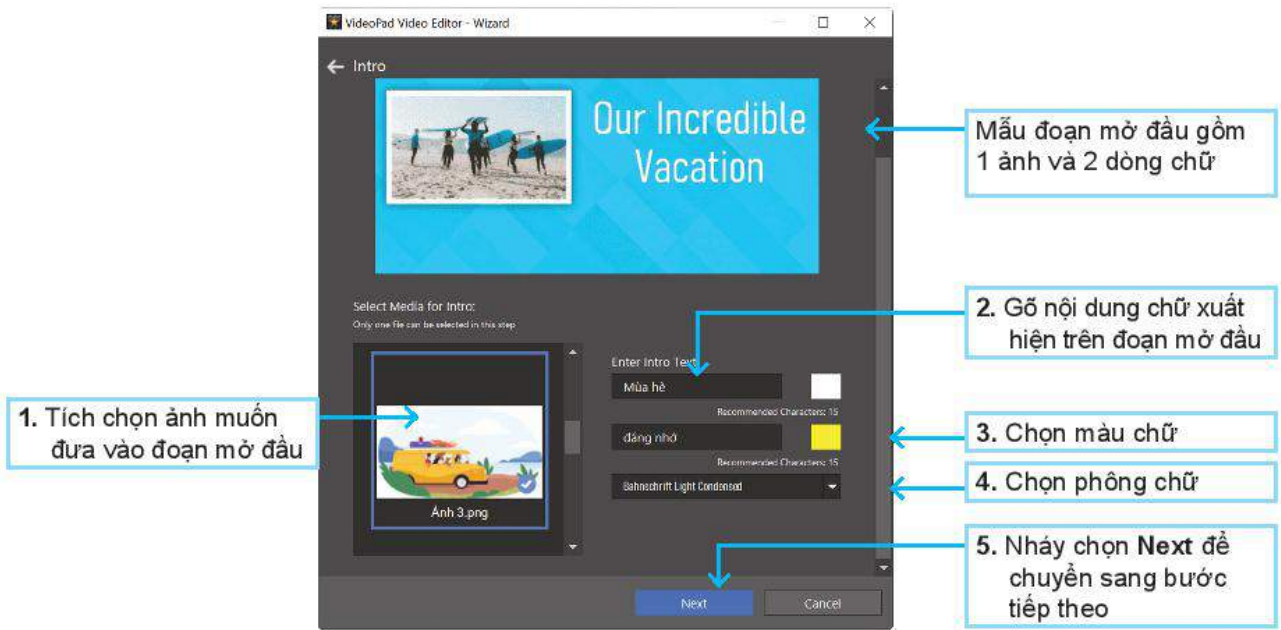 VideoPad Video Editor - Wizard
Intro
Our Incredible
Vacation
Mẫu đoạn mở đầu gồm
1 ảnh và 2 dòng chữ
Select Media for Intro:
Only one file can be selected in this step
1. Tích chọn ảnh muốn
đưa vào đoạn mở đầu
Ảnh 3.png
2. Gõ nội dung chữ xuất
hiện trên đoạn mở đầu
Enter Intro Text
Mùa hè
Recommended Characters: 15
đáng nhớ
Recommended Characters: 15
3. Chọn màu chữ
Bahnschrift Light Condensed
4. Chọn phông chữ
5. Nháy chọn Next để
chuyển sang bước
tiếp theo
Next
Cancel